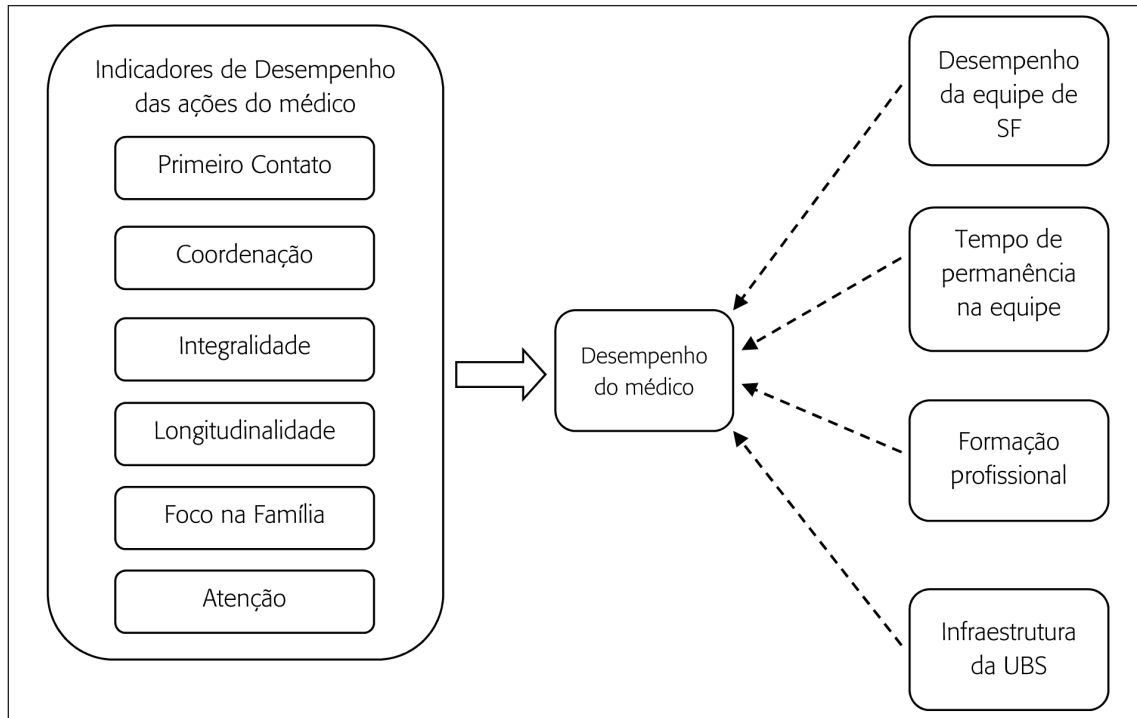 Indicadores de Desempenho
das ações do médico
Primeiro Contato
Coordenação
Integralidade
Longitudinalidade
Foco na Família
Atenção
Desempenho
do médico
Desempenho
da equipe de
SF
Tempo de
permanência
na equipe
Formação
profissional
Infraestrutura
da UBS